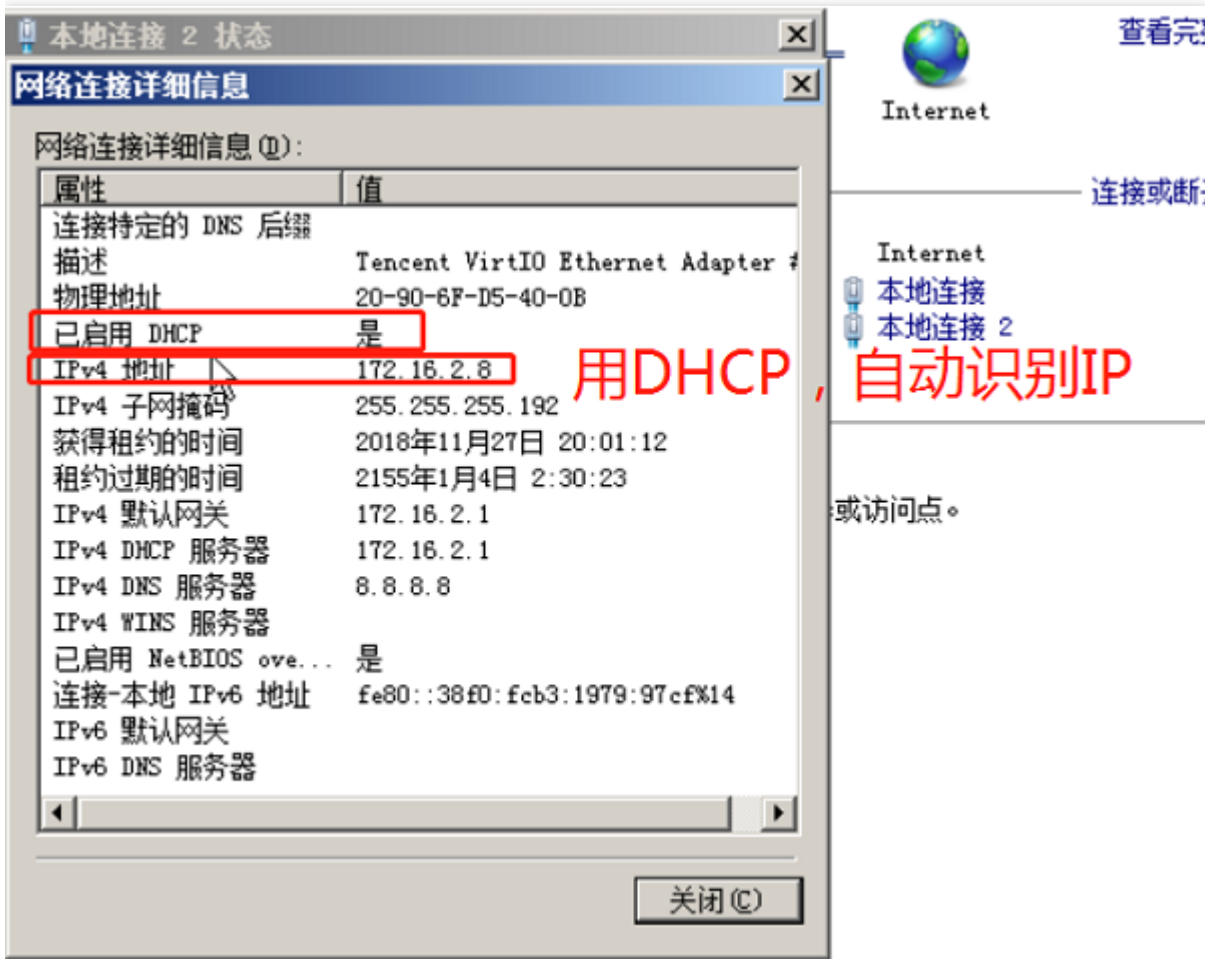 本地连接 2 状态
网络连接详细信息
网络连接详细信息(D):
属性 值
连接特定的 DNS 后缀
描述 Tencent VirtIO Ethernet Adapter #
物理地址 20-90-6F-D5-40-0B
已启用 DHCP 是
IPv4 地址 172.16.2.8
IPv4 子网掩码 255.255.255.192
获得租约的时间 2018年11月27日 20:01:12
租约过期的时间 2155年1月4日 2:30:23
IPv4 默认网关 172.16.2.1
IPv4 DHCP 服务器 172.16.2.1
IPv4 DNS 服务器 8.8.8.8
IPv4 WINS 服务器
已启用 NetBIOS ove... 是
连接-本地 IPv6 地址 fe80::38f0:fcb3:1979:97cf%14
IPv6 默认网关
IPv6 DNS 服务器
关闭(C)
用DHCP，自动识别IP
查看完
Internet
连接或断
Internet
本地连接
本地连接 2
或访问点。